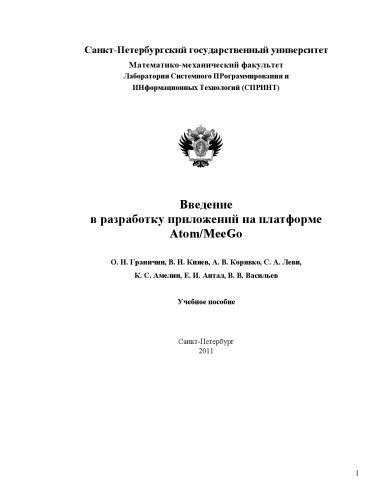 Санкт-Петербургский государственный университет
Математико-механический факультет
Лаборатория Системного ПРограммирования и
ИНформационных Технологий (СПРИНТ)
Введение
в разработку приложений на платформе
Atom/MeeGo
О. Н. Граничин, В. И. Кияев, А. В. Корявко, С. А. Леви,
К. С. Амелин, Е. И. Антал, В. В. Васильев
Учебное пособие
Санкт-Петербург
2011
1